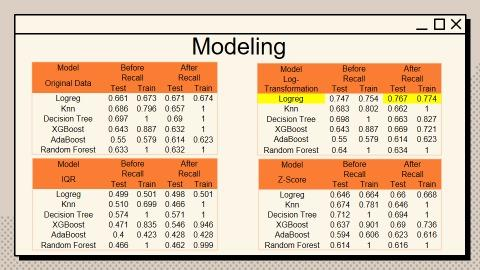 Modeling
Model Before After
Original Data Recall Recall
Test Train Test Train
Logreg 0.661 0.673 0.671 0.674
Knn 0.686 0.796 0.657 1
Decision Tree 0.697 1 0.69 1
XGBoost 0.643 0.887 0.632 1
AdaBoost 0.55 0.579 0.614 0.623
Random Forest 0.633 1 0.632 1
Model Before After
Log- Recall Recall
Transformation Test Train Test Train
Logreg 0.747 0.754 0.767 0.774
Knn 0.683 0.802 0.662 1
Decision Tree 0.698 1 0.663 0.827
XGBoost 0.643 0.887 0.669 0.721
AdaBoost 0.55 0.579 0.614 0.623
Random Forest 0.64 1 0.634 1
Model Before After
IQR Recall Recall
Test Train Test Train
Logreg 0.499 0.501 0.498 0.501
Knn 0.510 0.699 0.466 1
Decision Tree 0.574 1 0.571 1
XGBoost 0.471 0.835 0.546 0.946
AdaBoost 0.4 0.423 0.428 0.428
Random Forest 0.466 1 0.462 0.999
Model Before After
Z-Score Recall Recall
Test Train Test Train
Logreg 0.646 0.664 0.66 0.668
Knn 0.674 0.781 0.646 1
Decision Tree 0.712 1 0.694 1
XGBoost 0.637 0.901 0.69 0.736
AdaBoost 0.594 0.606 0.616 0.616
Random Forest 0.614 1 0.616 1